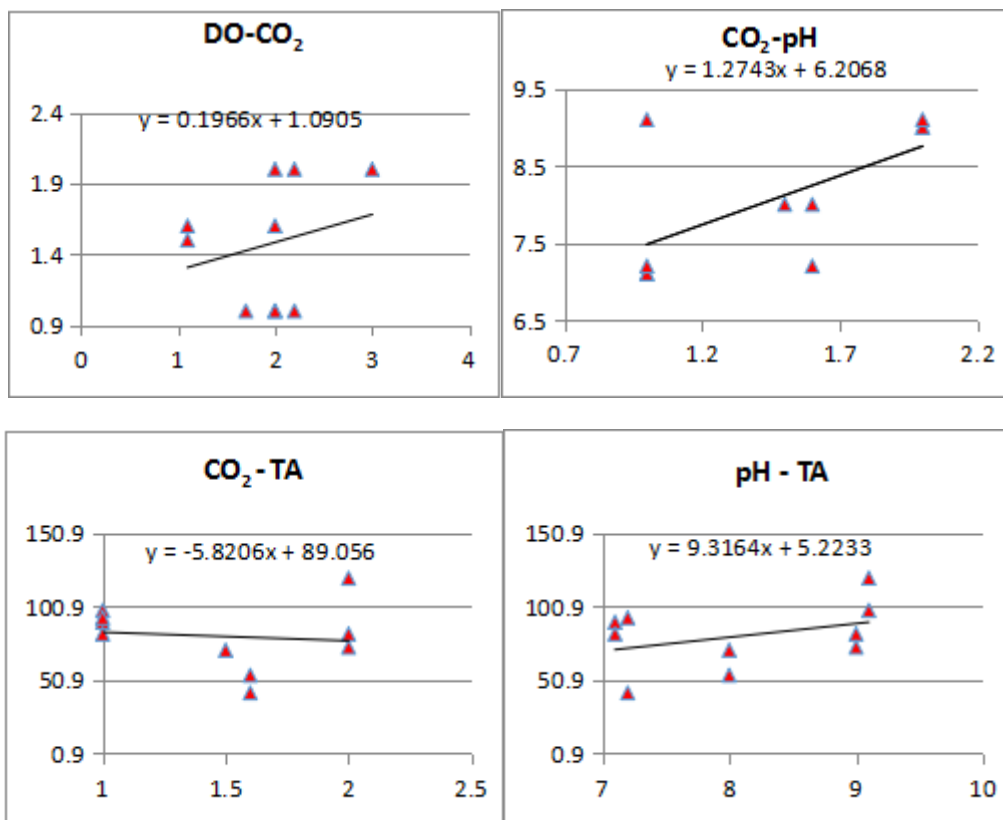 DO-CO₂
y = 0.1966x + 1.0905
2.4
1.9
1.4
0.9
0 1 2 3 4
CO₂-pH
y = 1.2743x + 6.2068
9.5
8.5
7.5
6.5
0.7 1.2 1.7 2.2
CO₂ - TA
y = -5.8206x + 89.056
150.9
100.9
50.9
0.9
1 1.5 2 2.5
pH - TA
y = 9.3164x + 5.2233
150.9
100.9
50.9
0.9
7 8 9 10